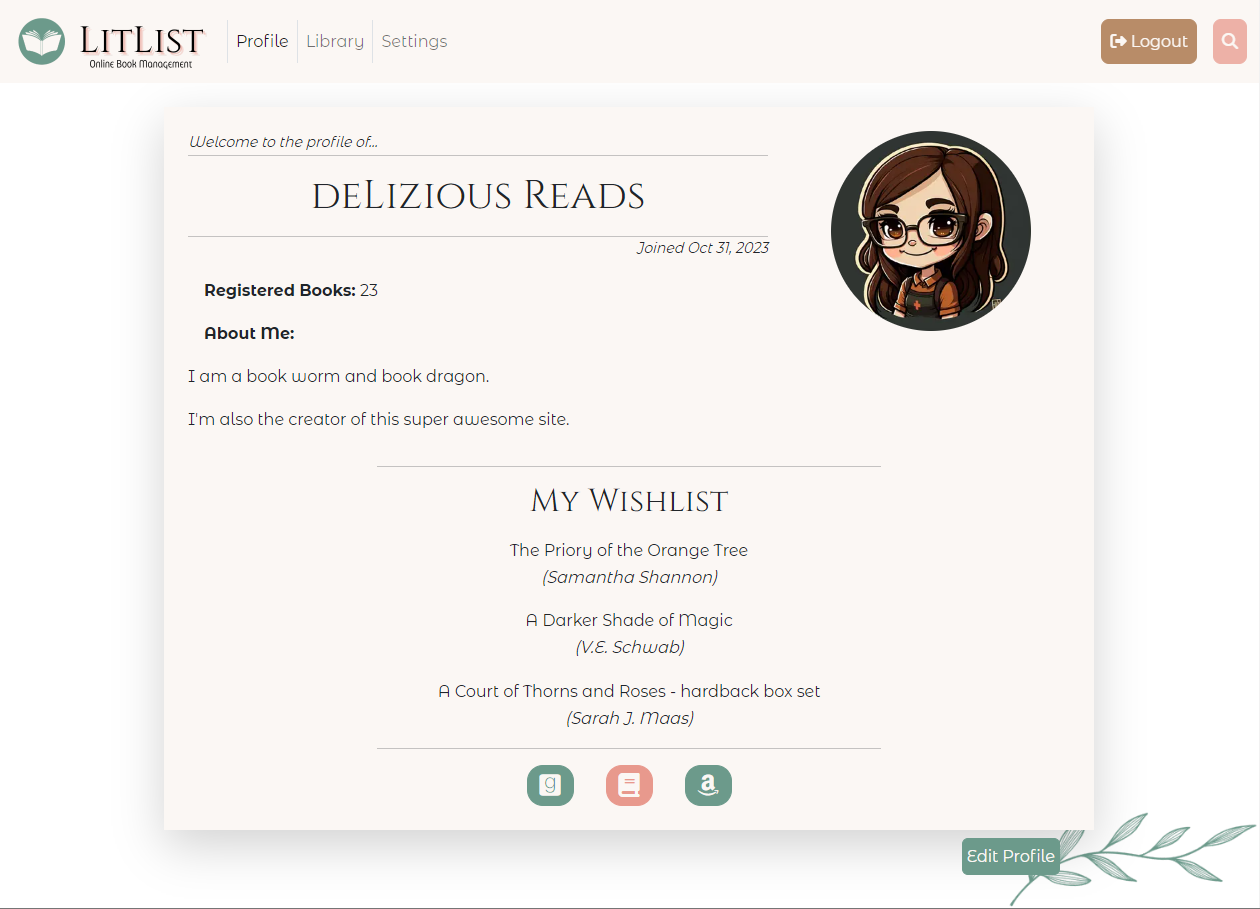 LitList
Online Book Management
Profile
Library
Settings
Logout
Welcome to the profile of...
deLizious Reads
Joined Oct 31, 2023
Registered Books: 23
About Me:
I am a book worm and book dragon.
I'm also the creator of this super awesome site.
My Wishlist
The Priory of the Orange Tree
(Samantha Shannon)
A Darker Shade of Magic
(V.E. Schwab)
A Court of Thorns and Roses - hardback box set
(Sarah J. Maas)
g
a
Edit Profile